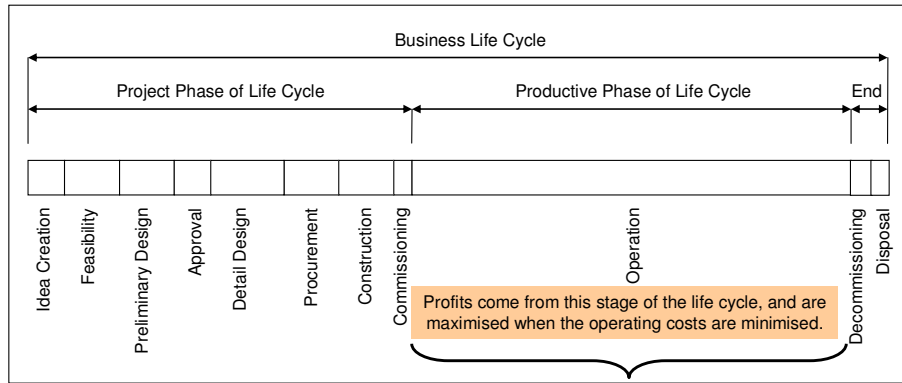 Business Life Cycle
Project Phase of Life Cycle
Productive Phase of Life Cycle
End
Idea Creation
Feasibility
Preliminary Design
Approval
Detail Design
Procurement
Construction
Commissioning
Operation
Decommissioning
Disposal
Profits come from this stage of the life cycle, and are
maximised when the operating costs are minimised.